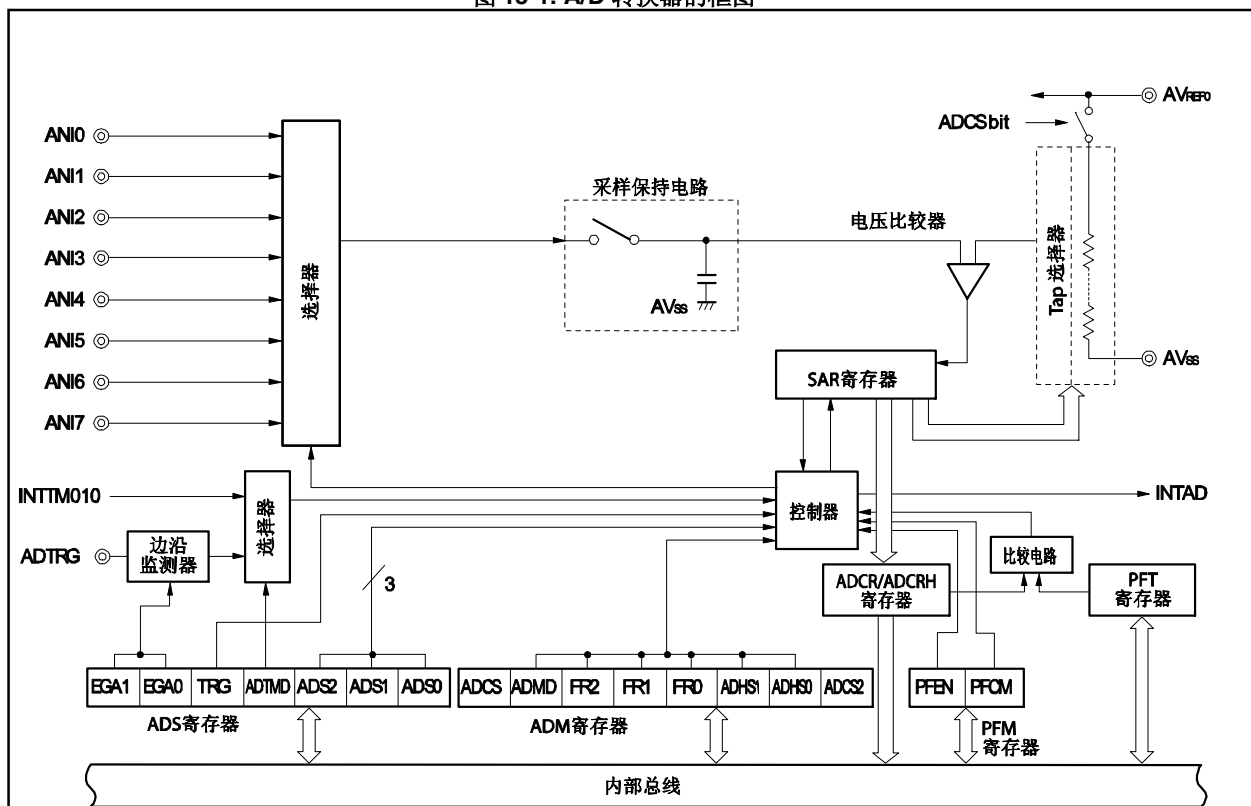 ANI0
ANI1
ANI2
ANI3
ANI4
ANI5
ANI6
ANI7
选择器
采样保持电路
AVss
电压比较器
ADCSbit
AVREF0
Tap 选择器
AVss
SAR寄存器
INTTM010
ADTRG
边沿
监测器
选择器
控制器
INTAD
3
比较电路
ADCR/ADCRH
寄存器
PFT
寄存器
EGA1 EGA0 TRG ADTMD ADS2 ADS1 ADS0
ADS寄存器
ADCS ADMD FR2 FR1 FR0 ADHS1 ADHS0 ADCS2
ADM寄存器
PFEN PFCM
PFM
寄存器
内部总线